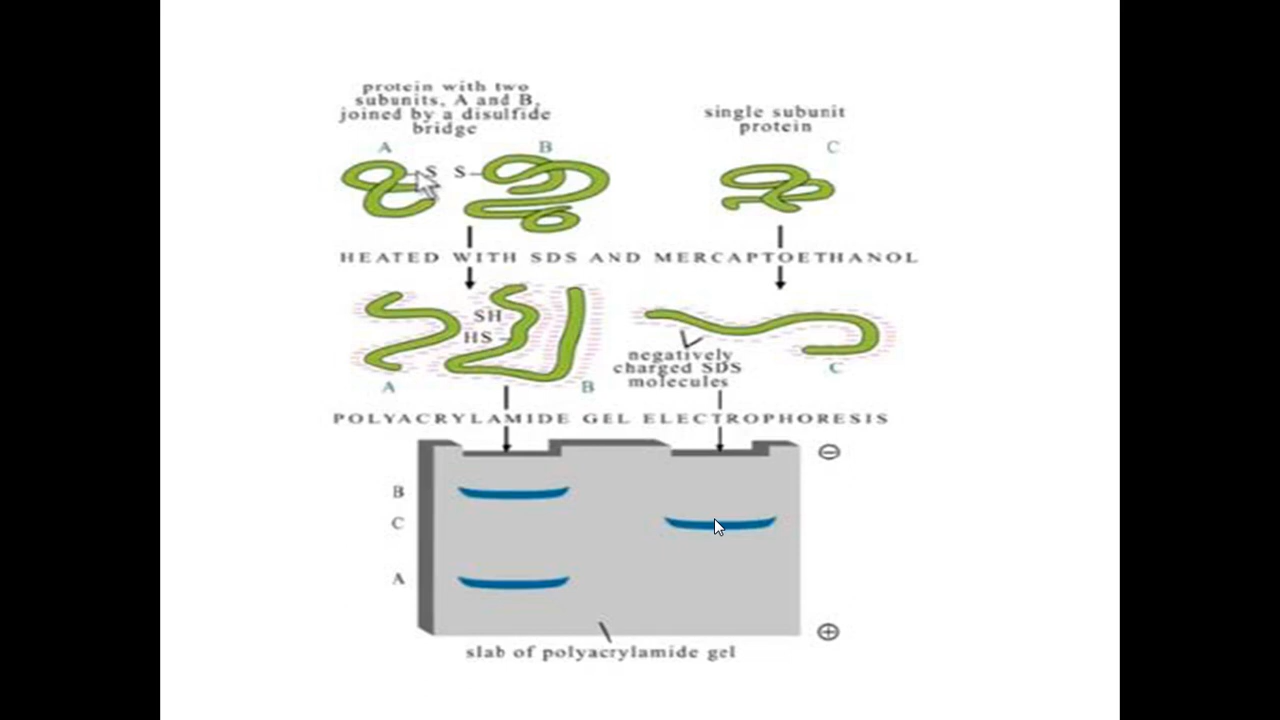 protein with two
subunits, A and B,
joined by a disulfide
bridge
single subunit
protein
A
B
C
S S
HEATED WITH SDS AND MERCAPTOETHANOL
SH
HS
negatively
charged SDS
molecules
A
B
C
POLYACRYLAMIDE GEL ELECTROPHORESIS
⊖
B
C
A
⊕
slab of polyacrylamide gel